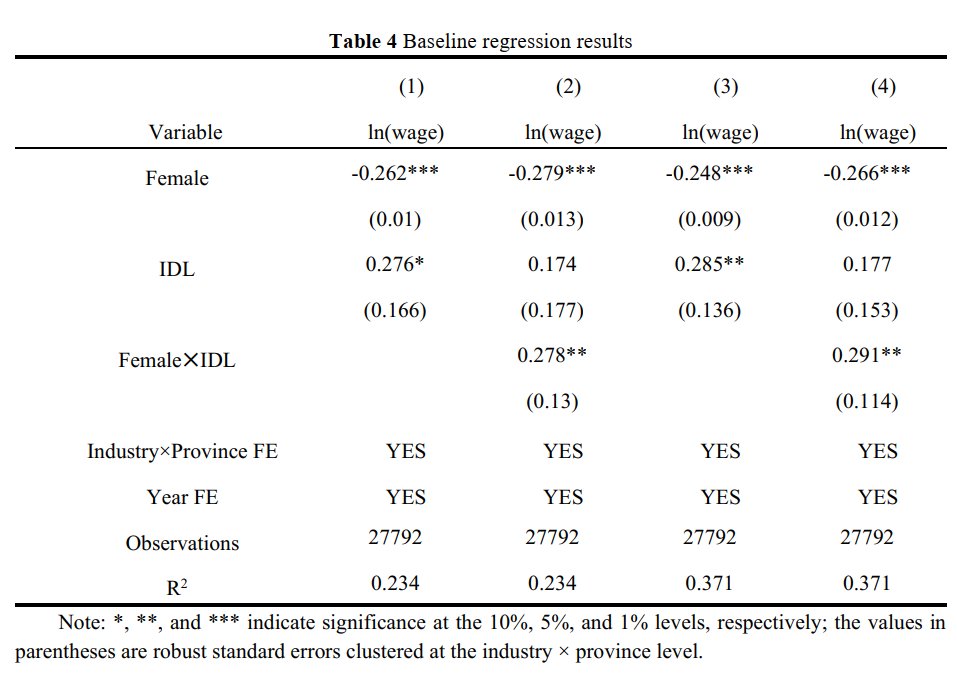 Table 4 Baseline regression results
(1) (2) (3) (4)
Variable ln(wage) ln(wage) ln(wage) ln(wage)
Female -0.262*** -0.279*** -0.248*** -0.266***
(0.01) (0.013) (0.009) (0.012)
IDL 0.276* 0.174 0.285** 0.177
(0.166) (0.177) (0.136) (0.153)
Female✕IDL 0.278** 0.291**
(0.13) (0.114)
Industry×Province FE YES YES YES YES
Year FE YES YES YES YES
Observations 27792 27792 27792 27792
R² 0.234 0.234 0.371 0.371
Note: *, **, and *** indicate significance at the 10%, 5%, and 1% levels, respectively; the values in
parentheses are robust standard errors clustered at the industry × province level.